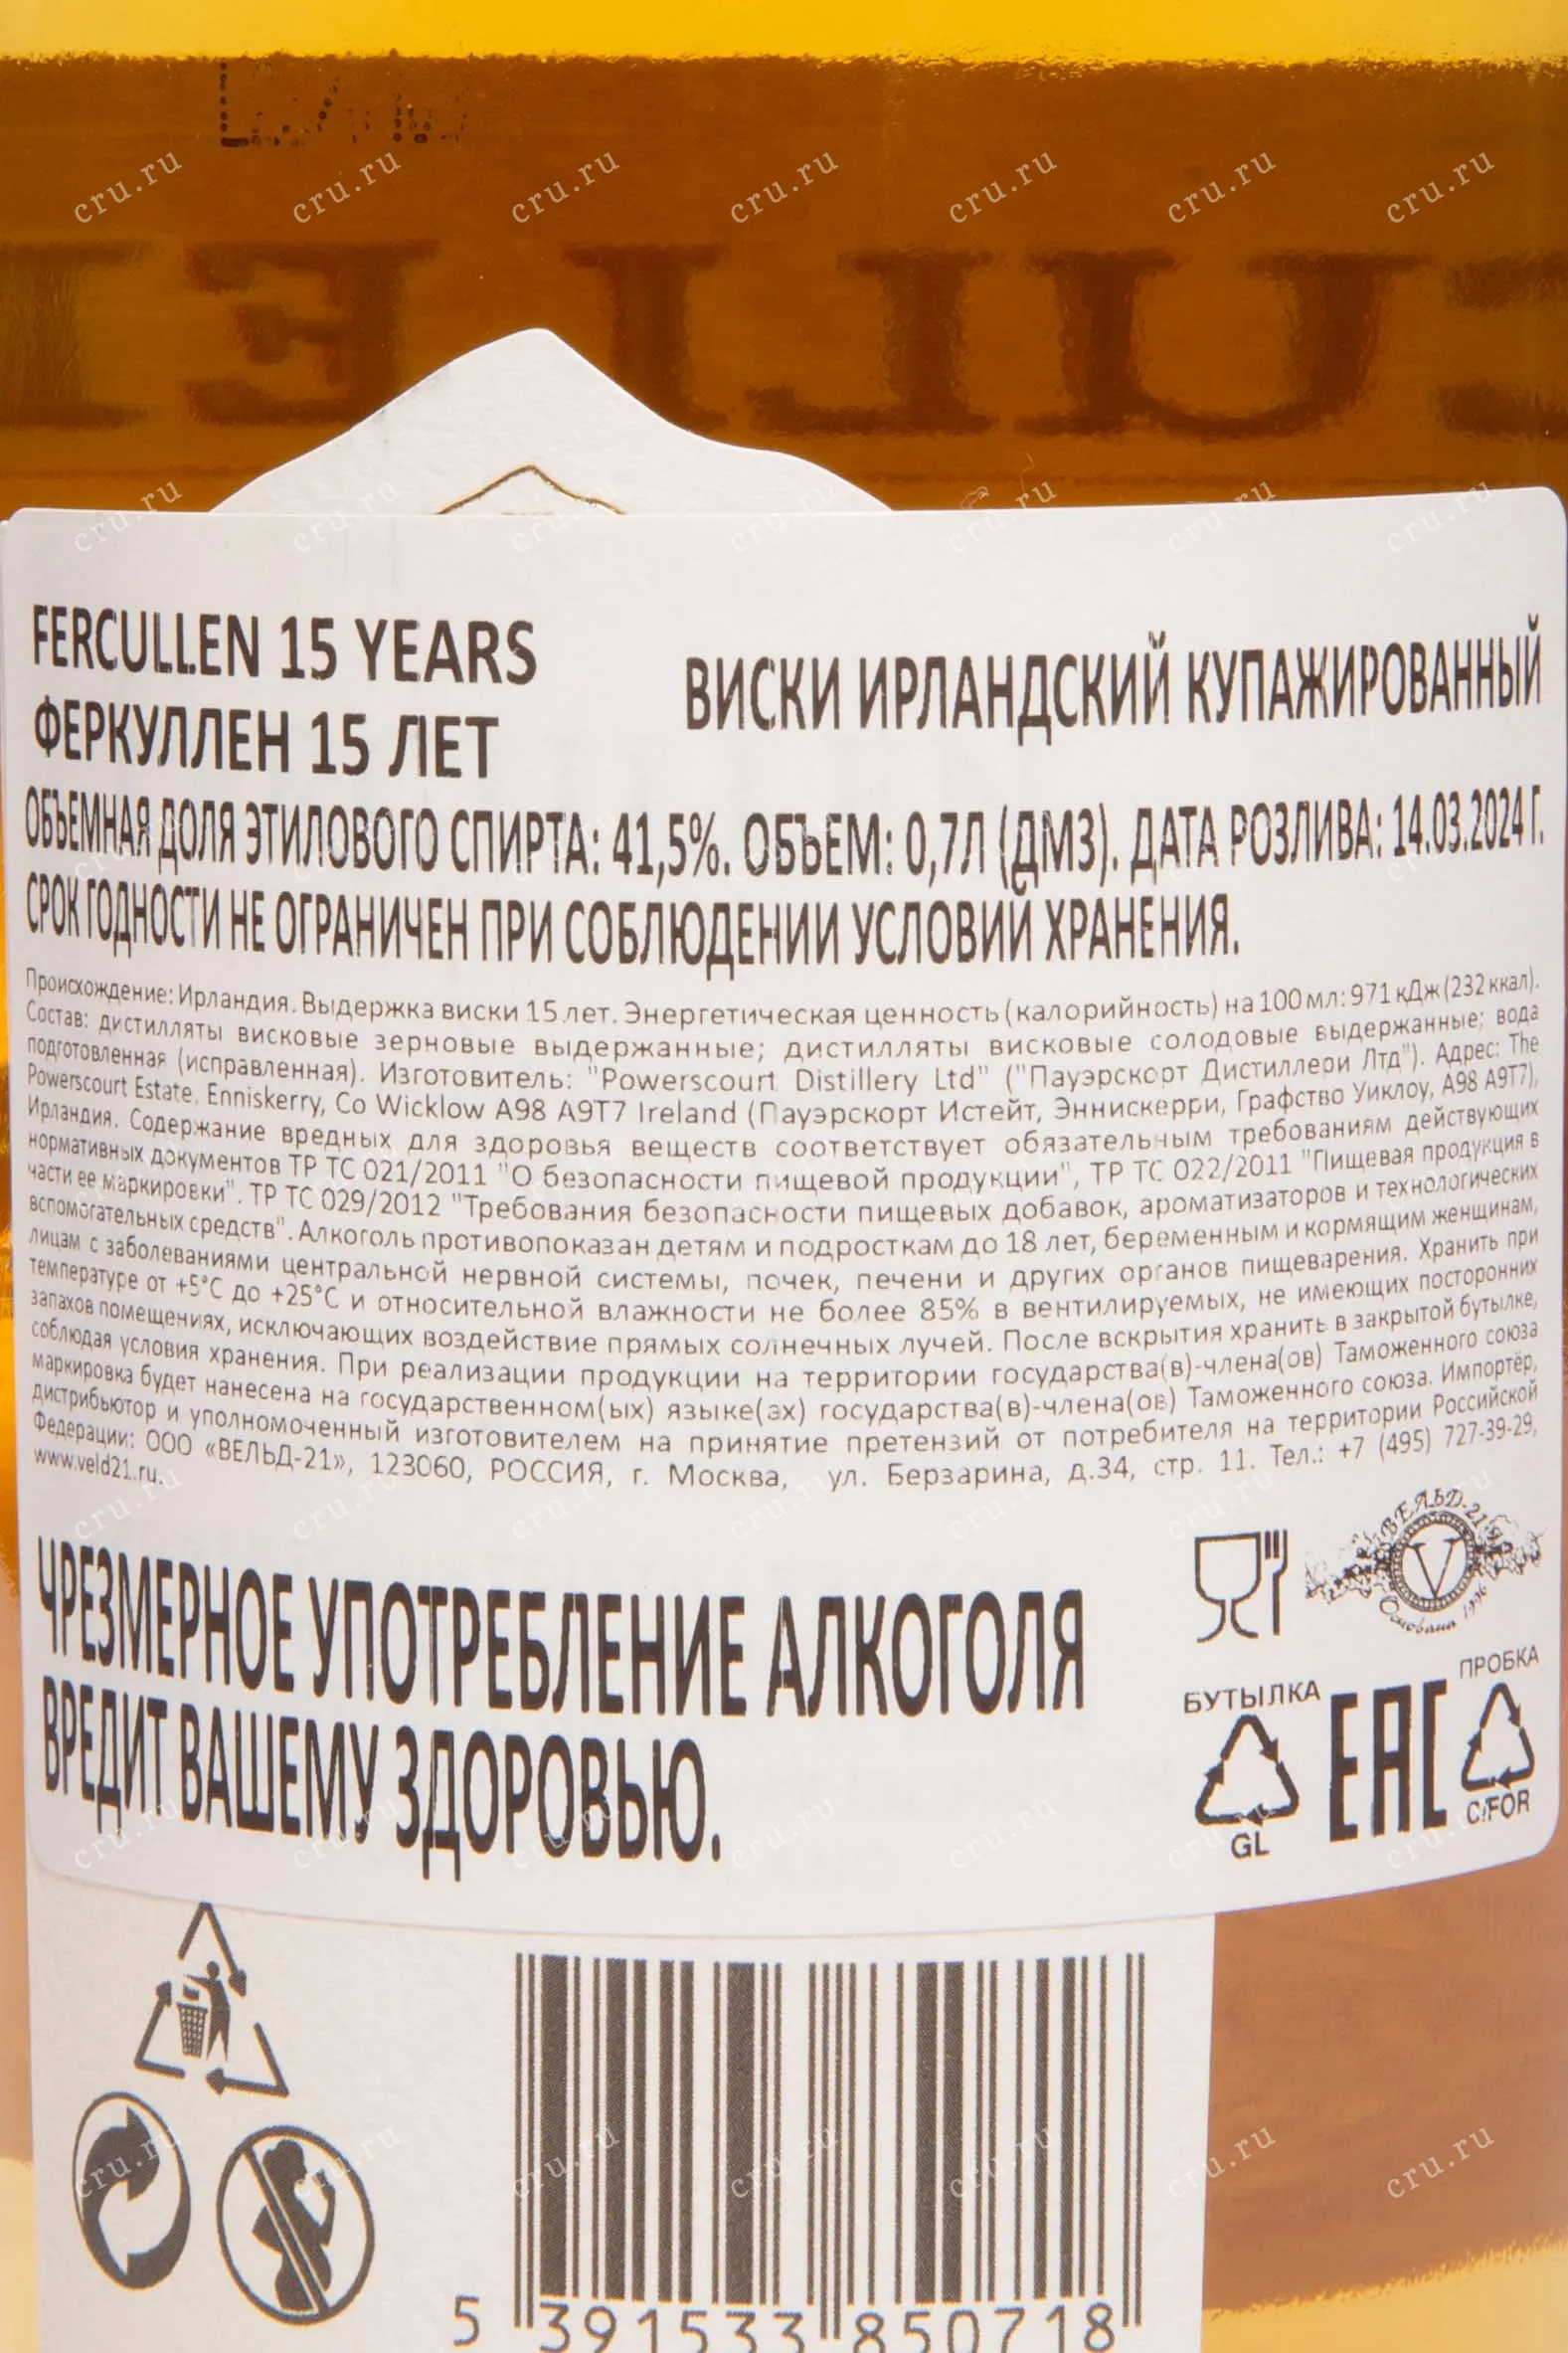 FERCULLEN 15 YEARS
ФЕРКУЛЛЕН 15 ЛЕТ
ВИСКИ ИРЛАНДСКИЙ КУПАЖИРОВАННЫЙ
ОБЪЕМНАЯ ДОЛЯ ЭТИЛОВОГО СПИРТА: 41,5%. ОБЪЕМ: 0,7Л (ДМ3). ДАТА РОЗЛИВА: 14.03.2024 Г.
СРОК ГОДНОСТИ НЕ ОГРАНИЧЕН ПРИ СОБЛЮДЕНИИ УСЛОВИЙ ХРАНЕНИЯ.
Происхождение: Ирландия. Выдержка виски 15 лет. Энергетическая ценность (калорийность) на 100 мл: 971 кДж (232 ккал).
Состав: дистилляты висковые зерновые выдержанные; дистилляты висковые солодовые выдержанные; вода
подготовленная (исправленная). Изготовитель: "Powerscourt Distillery Ltd" ("Пауэрскорт Дистиллери Лтд"). Адрес: The
Powerscourt Estate, Enniskerry, Co Wicklow A98 A9T7 Ireland (Пауэрскорт Истейт, Эннискерри, Графство Уиклоу, A98 A9T7),
Ирландия. Содержание вредных для здоровья веществ соответствует обязательным требованиям действующих
нормативных документов ТР ТС 021/2011 "О безопасности пищевой продукции", ТР ТС 022/2011 "Пищевая продукция в
части ее маркировки". ТР ТС 029/2012 "Требования безопасности пищевых добавок, ароматизаторов и технологических
вспомогательных средств". Алкоголь противопоказан детям и подросткам до 18 лет, беременным и кормящим женщинам,
лицам с заболеваниями центральной нервной системы, почек, печени и других органов пищеварения. Хранить при
температуре от +5°С до +25°С и относительной влажности не более 85% в вентилируемых, не имеющих посторонних
запахов помещениях, исключающих воздействие прямых солнечных лучей. После вскрытия хранить в закрытой бутылке,
соблюдая условия хранения. При реализации продукции на территории государства(в)-члена(ов) Таможенного союза
маркировка будет нанесена на государственном(ых) языке(ах) государства(в)-члена(ов) Таможенного союза. Импортёр,
дистрибьютор и уполномоченный изготовителем на принятие претензий от потребителя на территории Российской
Федерации: ООО «ВЕЛЬД-21», 123060, РОССИЯ, г. Москва, ул. Берзарина, д.34, стр. 11. Тел.: +7 (495) 727-39-29,
www.veld21.ru.
ЧРЕЗМЕРНОЕ УПОТРЕБЛЕНИЕ АЛКОГОЛЯ
ВРЕДИТ ВАШЕМУ ЗДОРОВЬЮ.
ВЕЛЬД-21
V
Основана 1996
БУТЫЛКА
GL
EAC
ПРОБКА
C/FOR
5 391533 850718
cru.ru